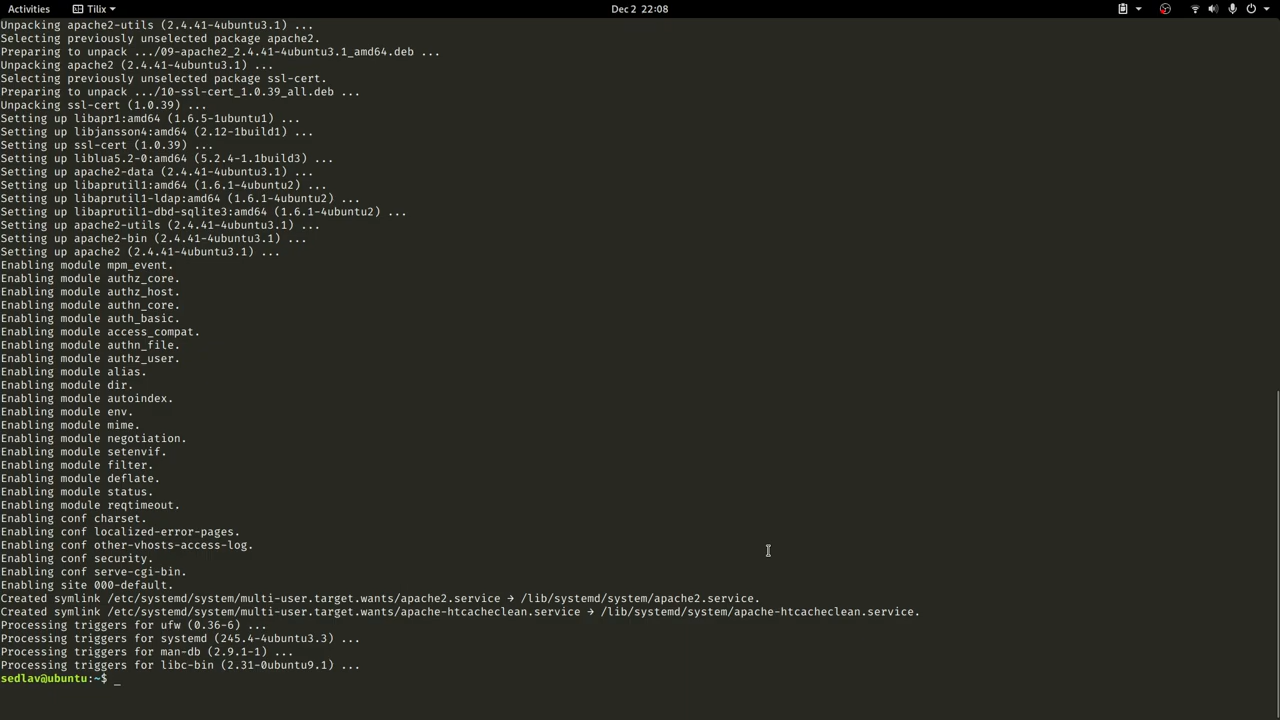 Activities Tilix Dec 2 22:08
Unpacking apache2-utils (2.4.41-4ubuntu3.1) ...
Selecting previously unselected package apache2.
Preparing to unpack .../09-apache2_2.4.41-4ubuntu3.1_amd64.deb ...
Unpacking apache2 (2.4.41-4ubuntu3.1) ...
Selecting previously unselected package ssl-cert.
Preparing to unpack .../10-ssl-cert_1.0.39_all.deb ...
Unpacking ssl-cert (1.0.39) ...
Setting up libapr1:amd64 (1.6.5-1ubuntu1) ...
Setting up libjansson4:amd64 (2.12-1build1) ...
Setting up ssl-cert (1.0.39) ...
Setting up liblua5.2-0:amd64 (5.2.4-1.1build3) ...
Setting up apache2-data (2.4.41-4ubuntu3.1) ...
Setting up libaprutil1:amd64 (1.6.1-4ubuntu2) ...
Setting up libaprutil1-ldap:amd64 (1.6.1-4ubuntu2) ...
Setting up libaprutil1-dbd-sqlite3:amd64 (1.6.1-4ubuntu2) ...
Setting up apache2-utils (2.4.41-4ubuntu3.1) ...
Setting up apache2-bin (2.4.41-4ubuntu3.1) ...
Setting up apache2 (2.4.41-4ubuntu3.1) ...
Enabling module mpm_event.
Enabling module authz_core.
Enabling module authz_host.
Enabling module authn_core.
Enabling module auth_basic.
Enabling module access_compat.
Enabling module authn_file.
Enabling module authz_user.
Enabling module alias.
Enabling module dir.
Enabling module autoindex.
Enabling module env.
Enabling module mime.
Enabling module negotiation.
Enabling module setenvif.
Enabling module filter.
Enabling module deflate.
Enabling module status.
Enabling module reqtimeout.
Enabling conf charset.
Enabling conf localized-error-pages.
Enabling conf other-vhosts-access-log.
Enabling conf security.
Enabling conf serve-cgi-bin.
Enabling site 000-default.
Created symlink /etc/systemd/system/multi-user.target.wants/apache2.service → /lib/systemd/system/apache2.service.
Created symlink /etc/systemd/system/multi-user.target.wants/apache-htcacheclean.service → /lib/systemd/system/apache-htcacheclean.service.
Processing triggers for ufw (0.36-6) ...
Processing triggers for systemd (245.4-4ubuntu3.3) ...
Processing triggers for man-db (2.9.1-1) ...
Processing triggers for libc-bin (2.31-0ubuntu9.1) ...
sedlav@ubuntu:~$ _